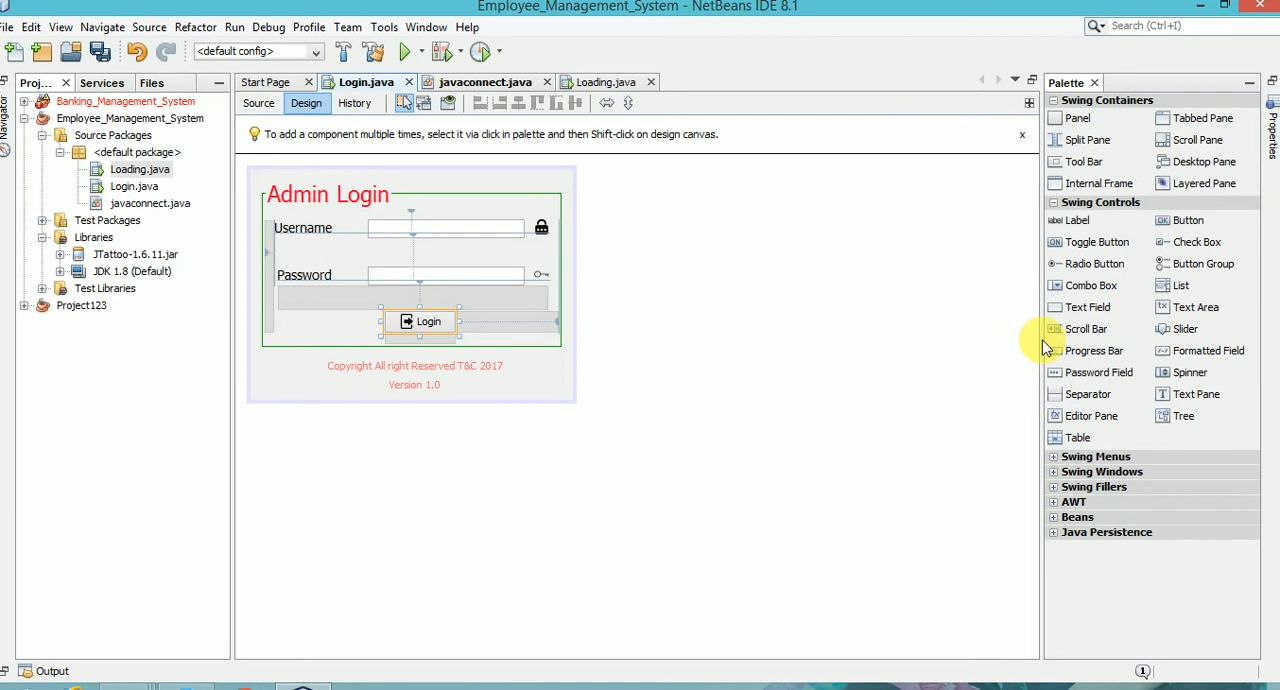 Employee_Management_System - NetBeans IDE 8.1
File Edit View Navigate Source Refactor Run Debug Profile Team Tools Window Help
Search (Ctrl+I)
<default config>
Proj... Services Files
Start Page Login.java javaconnect.java Loading.java
Palette
Navigator
Properties
Source Design History
To add a component multiple times, select it via click in palette and then Shift-click on design canvas.
Banking_Management_System
Employee_Management_System
Source Packages
<default package>
Loading.java
Login.java
javaconnect.java
Test Packages
Libraries
JTattoo-1.6.11.jar
JDK 1.8 (Default)
Test Libraries
Project123
Admin Login
Username
Password
Login
Copyright All right Reserved T&C 2017
Version 1.0
Swing Containers
Panel Tabbed Pane
Split Pane Scroll Pane
Tool Bar Desktop Pane
Internal Frame Layered Pane
Swing Controls
label Label OK Button
ON Toggle Button Check Box
Radio Button Button Group
Combo Box List
Text Field Text Area
Scroll Bar Slider
Progress Bar Formatted Field
Password Field Spinner
Separator Text Pane
Editor Pane Tree
Table
Swing Menus
Swing Windows
Swing Fillers
AWT
Beans
Java Persistence
Output
1